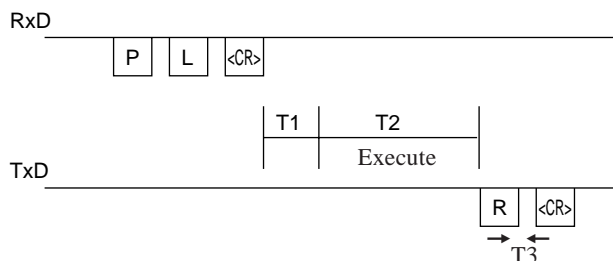 RxD
P L <CR>
T1 T2
Execute
TxD
R <CR>
T3